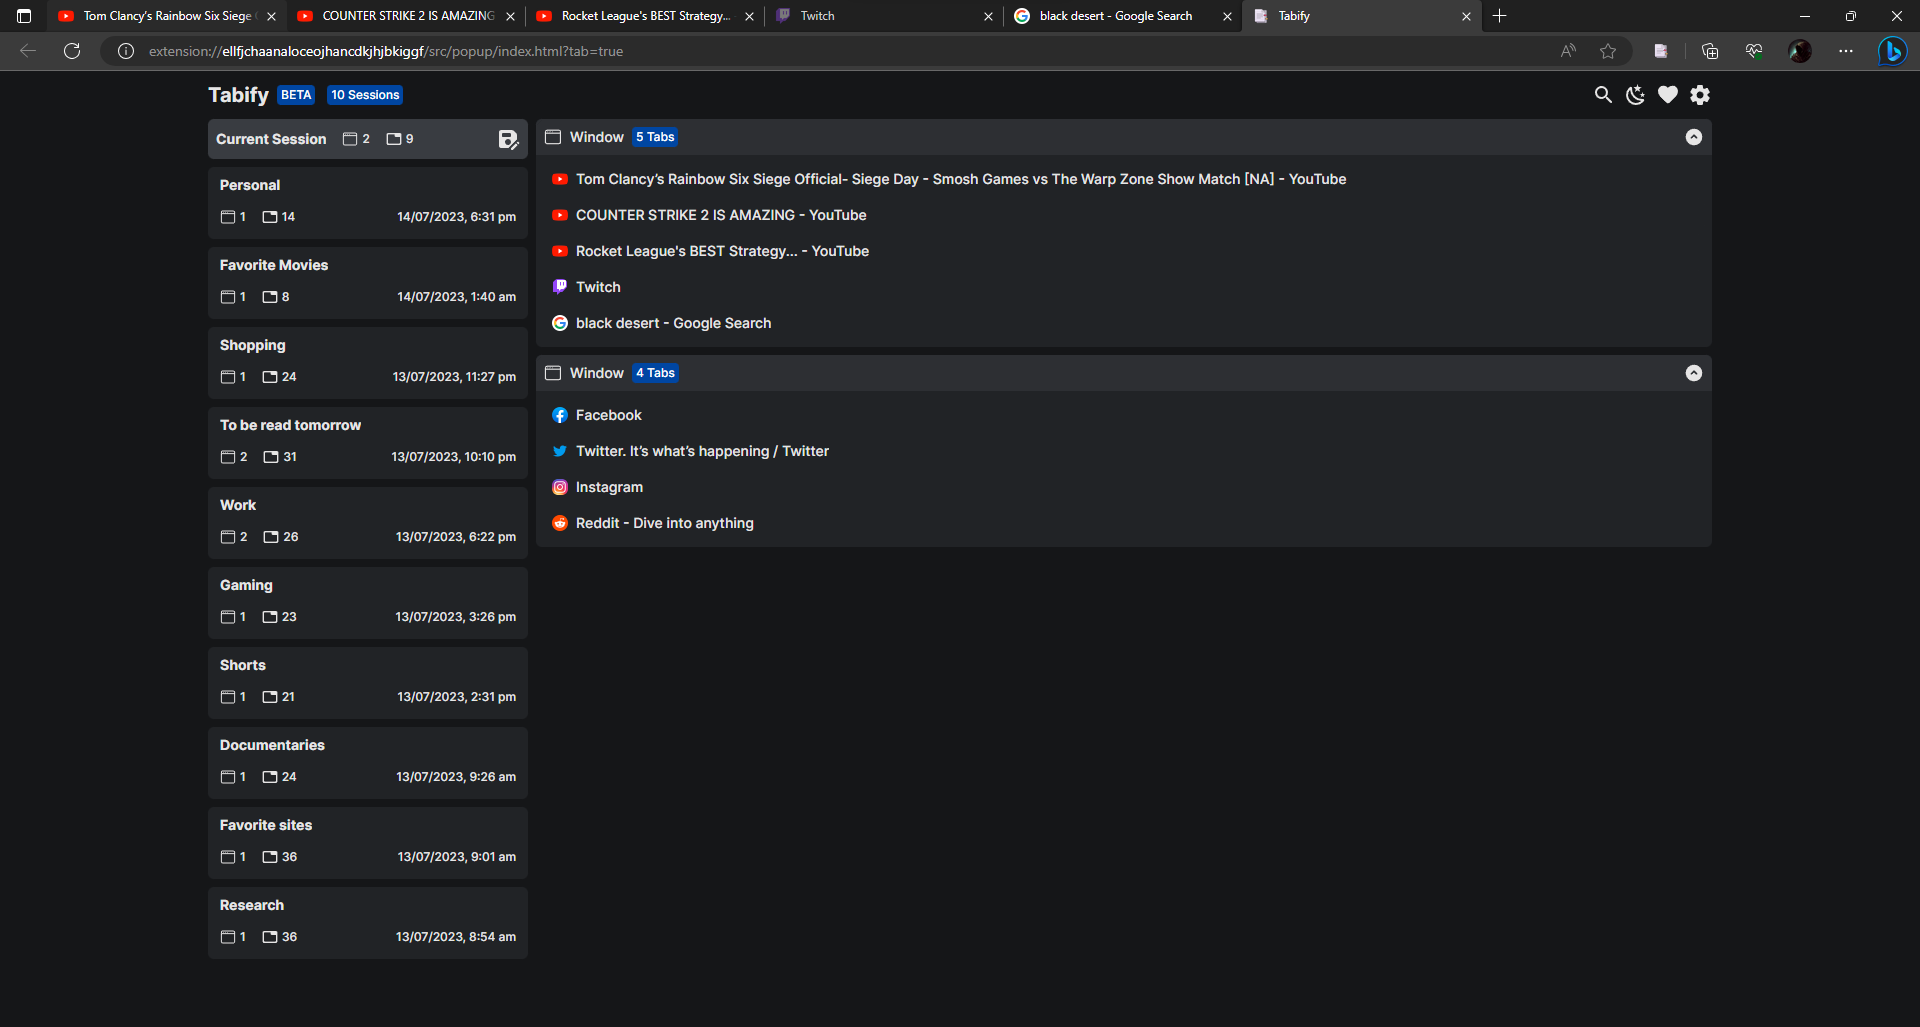 Tom Clancy's Rainbow Six Siege
COUNTER STRIKE 2 IS AMAZING
Rocket League's BEST Strategy...
Twitch
black desert - Google Search
Tabify
extension://ellfjchaanaloceojhancdkjhjbkiggf/src/popup/index.html?tab=true
Tabify BETA 10 Sessions
Current Session 2 9
Personal
1 14 14/07/2023, 6:31 pm
Favorite Movies
1 8 14/07/2023, 1:40 am
Shopping
1 24 13/07/2023, 11:27 pm
To be read tomorrow
2 31 13/07/2023, 10:10 pm
Work
2 26 13/07/2023, 6:22 pm
Gaming
1 23 13/07/2023, 3:26 pm
Shorts
1 21 13/07/2023, 2:31 pm
Documentaries
1 24 13/07/2023, 9:26 am
Favorite sites
1 36 13/07/2023, 9:01 am
Research
1 36 13/07/2023, 8:54 am
Window 5 Tabs
Tom Clancy's Rainbow Six Siege Official- Siege Day - Smosh Games vs The Warp Zone Show Match [NA] - YouTube
COUNTER STRIKE 2 IS AMAZING - YouTube
Rocket League's BEST Strategy... - YouTube
Twitch
black desert - Google Search
Window 4 Tabs
Facebook
Twitter. It's what's happening / Twitter
Instagram
Reddit - Dive into anything